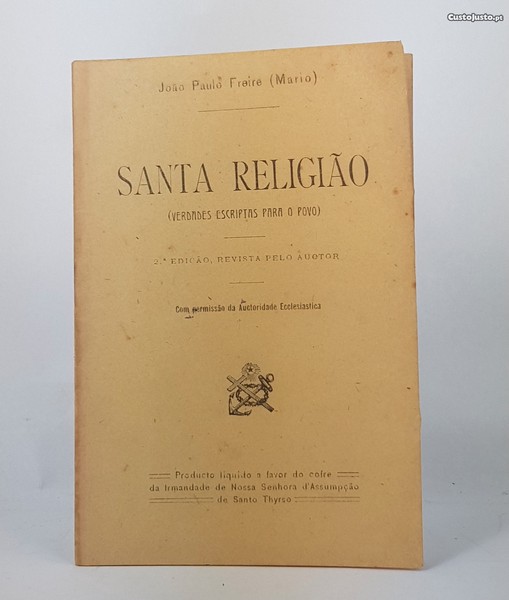 CustoJusto.pt
João Paulo Freire (Mario)
SANTA RELIGIÃO
(VERDADES ESCRIPTAS PARA O POVO)
2.ª EDIÇÃO, REVISTA PELO AUCTOR
Com permissão da Auctoridade Ecclesiastica
Producto liquido a favor do cofre
da Irmandade de Nossa Senhora d'Assumpção
de Santo Thyrso